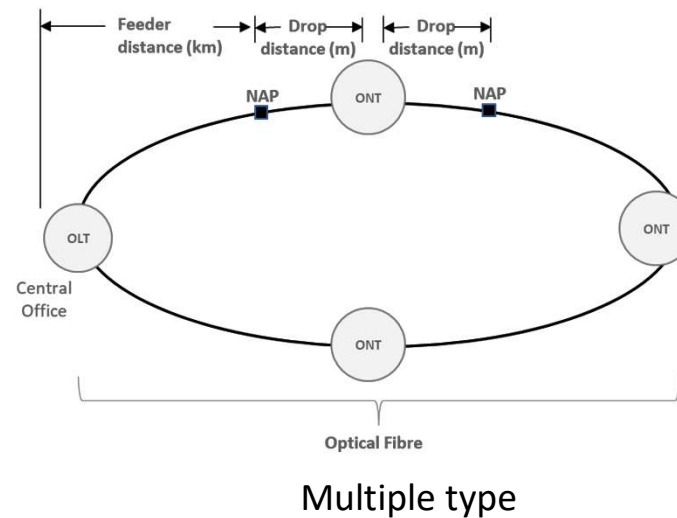 Feeder
distance (km)
Drop
distance (m)
Drop
distance (m)
NAP
ONT
NAP
OLT
ONT
Central
Office
ONT
Optical Fibre
Multiple type